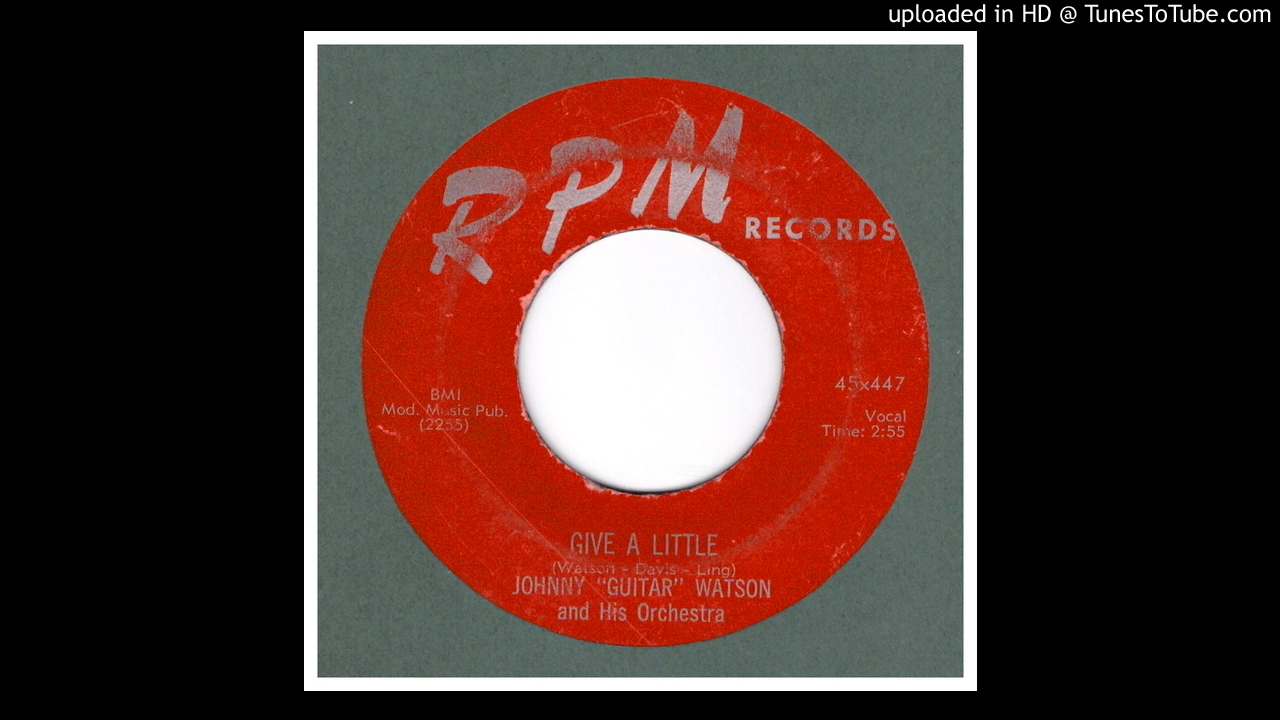 uploaded in HD @ TunesToTube.com
RPM
RECORDS
BMI
Mod. Music Pub.
(2255)
45x447
Vocal
Time: 2:55
GIVE A LITTLE
(Watson - Davis - Ling)
JOHNNY "GUITAR" WATSON
and His Orchestra